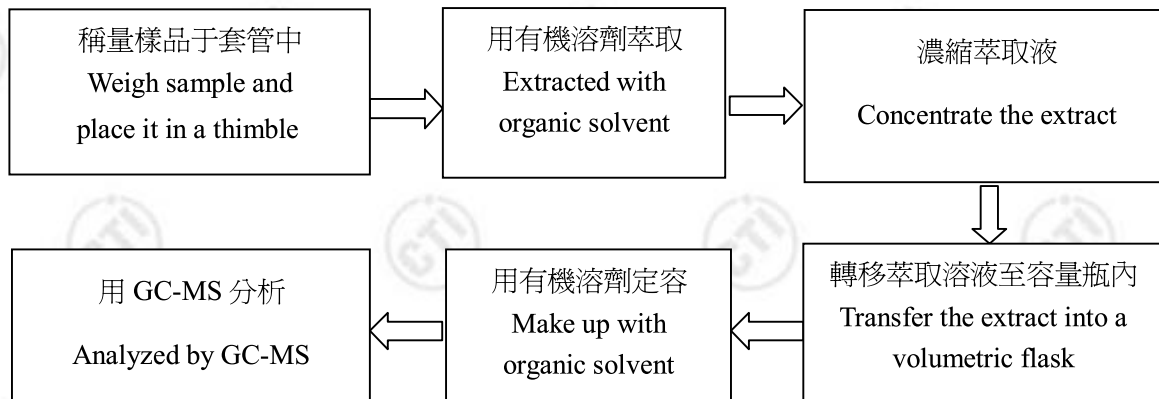 稱量樣品于套管中
Weigh sample and
place it in a thimble
用有機溶劑萃取
Extracted with
organic solvent
濃縮萃取液
Concentrate the extract
轉移萃取溶液至容量瓶內
Transfer the extract into a
volumetric flask
用有機溶劑定容
Make up with
organic solvent
用 GC-MS 分析
Analyzed by GC-MS
CTI
CTI
CTI